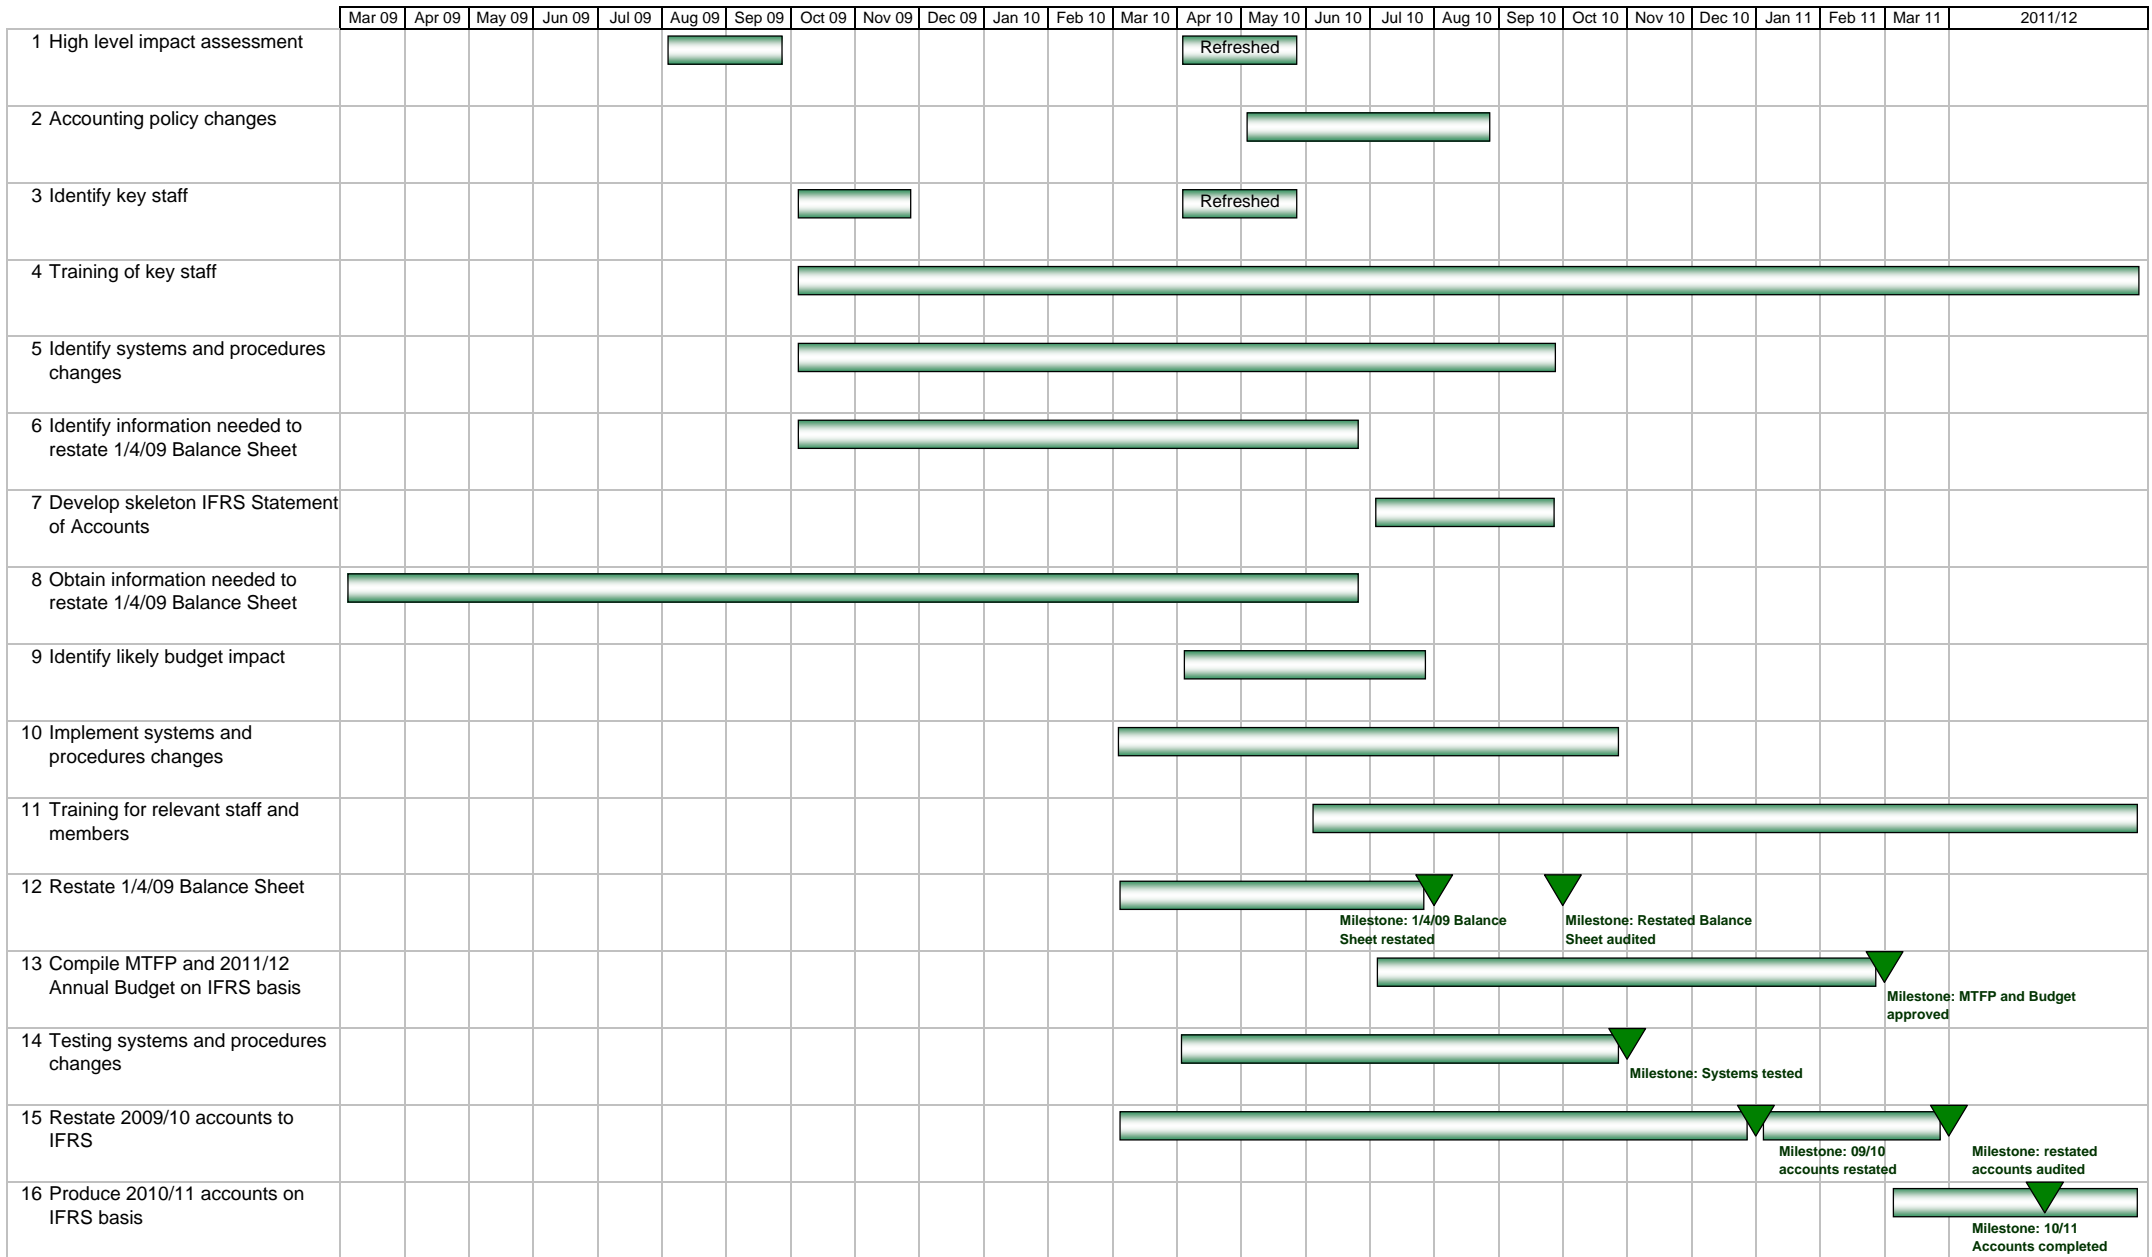 Mar 09 Apr 09 May 09 Jun 09 Jul 09 Aug 09 Sep 09 Oct 09 Nov 09 Dec 09 Jan 10 Feb 10 Mar 10 Apr 10 May 10 Jun 10 Jul 10 Aug 10 Sep 10 Oct 10 Nov 10 Dec 10 Jan 11 Feb 11 Mar 11 2011/12
1 High level impact assessment
Refreshed
2 Accounting policy changes
3 Identify key staff
Refreshed
4 Training of key staff
5 Identify systems and procedures
changes
6 Identify information needed to
restate 1/4/09 Balance Sheet
7 Develop skeleton IFRS Statement
of Accounts
8 Obtain information needed to
restate 1/4/09 Balance Sheet
9 Identify likely budget impact
10 Implement systems and
procedures changes
11 Training for relevant staff and
members
12 Restate 1/4/09 Balance Sheet
Milestone: 1/4/09 Balance
Sheet restated
Milestone: Restated Balance
Sheet audited
13 Compile MTFP and 2011/12
Annual Budget on IFRS basis
Milestone: MTFP and Budget
approved
14 Testing systems and procedures
changes
Milestone: Systems tested
15 Restate 2009/10 accounts to
IFRS
Milestone: 09/10
accounts restated
Milestone: restated
accounts audited
16 Produce 2010/11 accounts on
IFRS basis
Milestone: 10/11
Accounts completed